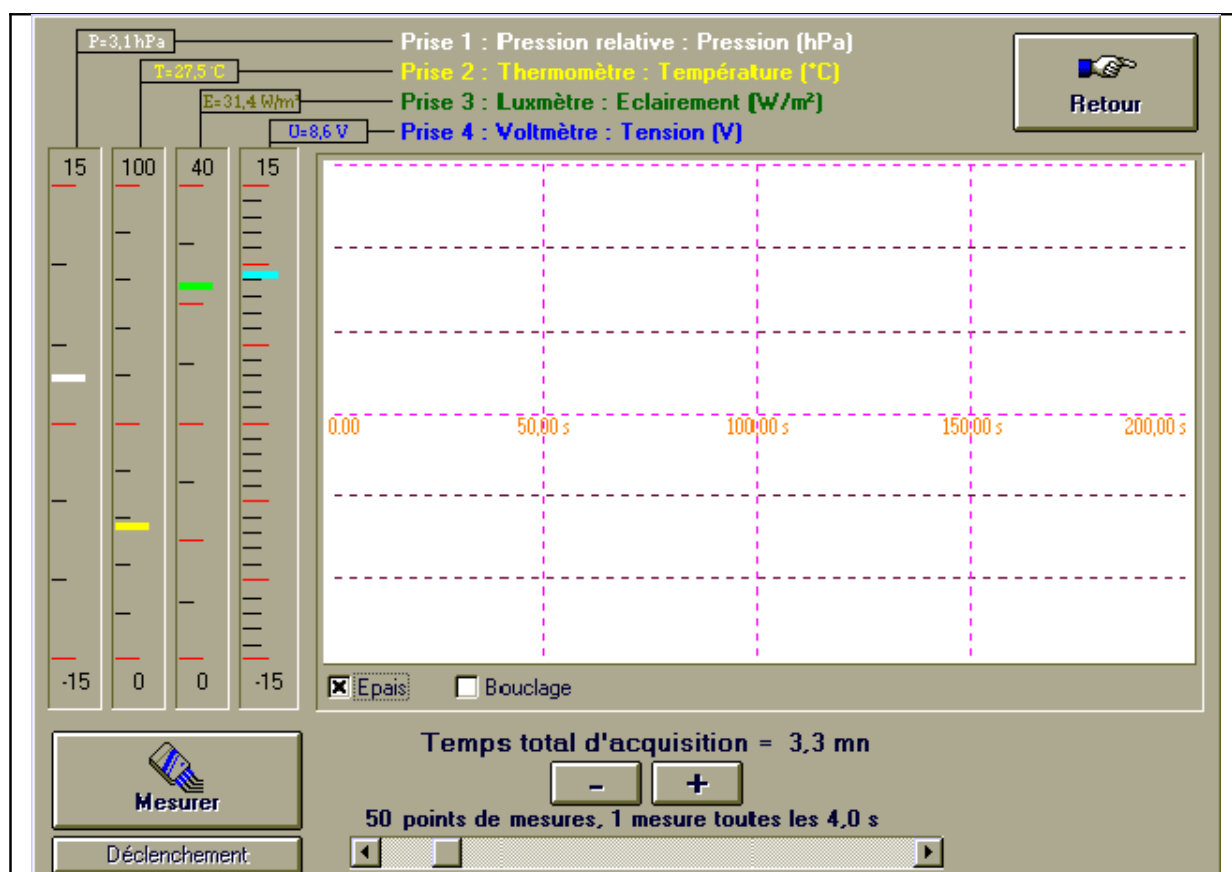 P=3,1 hPa
Prise 1 : Pression relative : Pression (hPa)
T=27,5 °C
Prise 2 : Thermomètre : Température (°C)
E=31,4 W/m²
Prise 3 : Luxmètre : Eclairement (W/m²)
U=8,6 V
Prise 4 : Voltmètre : Tension (V)
Retour
15 100 40 15
0.00 50,00 s 100,00 s 150,00 s 200,00 s
-15 0 0 -15
Epais Bouclage
Temps total d'acquisition = 3,3 mn
- +
Mesurer
50 points de mesures, 1 mesure toutes les 4,0 s
Déclenchement